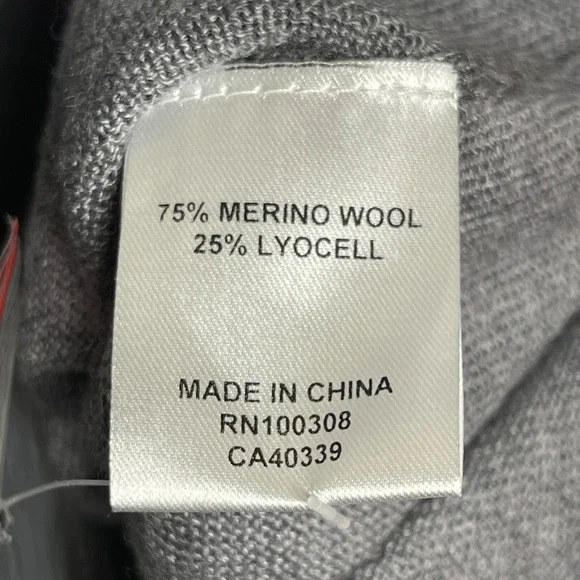 75% MERINO WOOL
25% LYOCELL
MADE IN CHINA
RN100308
CA40339